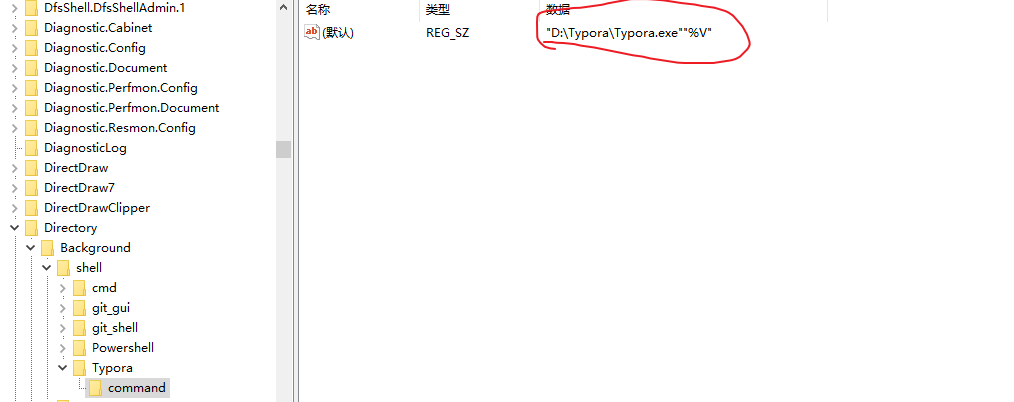 DfsShell.DfsShellAdmin.1
Diagnostic.Cabinet
Diagnostic.Config
Diagnostic.Document
Diagnostic.Perfmon.Config
Diagnostic.Perfmon.Document
Diagnostic.Resmon.Config
DiagnosticLog
DirectDraw
DirectDraw7
DirectDrawClipper
Directory
Background
shell
cmd
git_gui
git_shell
Powershell
Typora
command
名称 类型 数据
ab (默认) REG_SZ "D:\Typora\Typora.exe""%V"